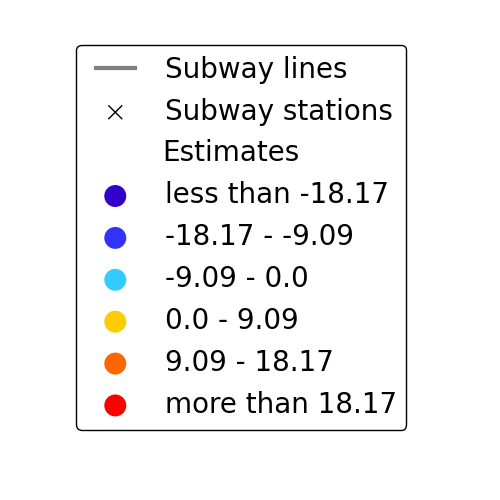 Subway lines
Subway stations
Estimates
less than -18.17
-18.17 - -9.09
-9.09 - 0.0
0.0 - 9.09
9.09 - 18.17
more than 18.17